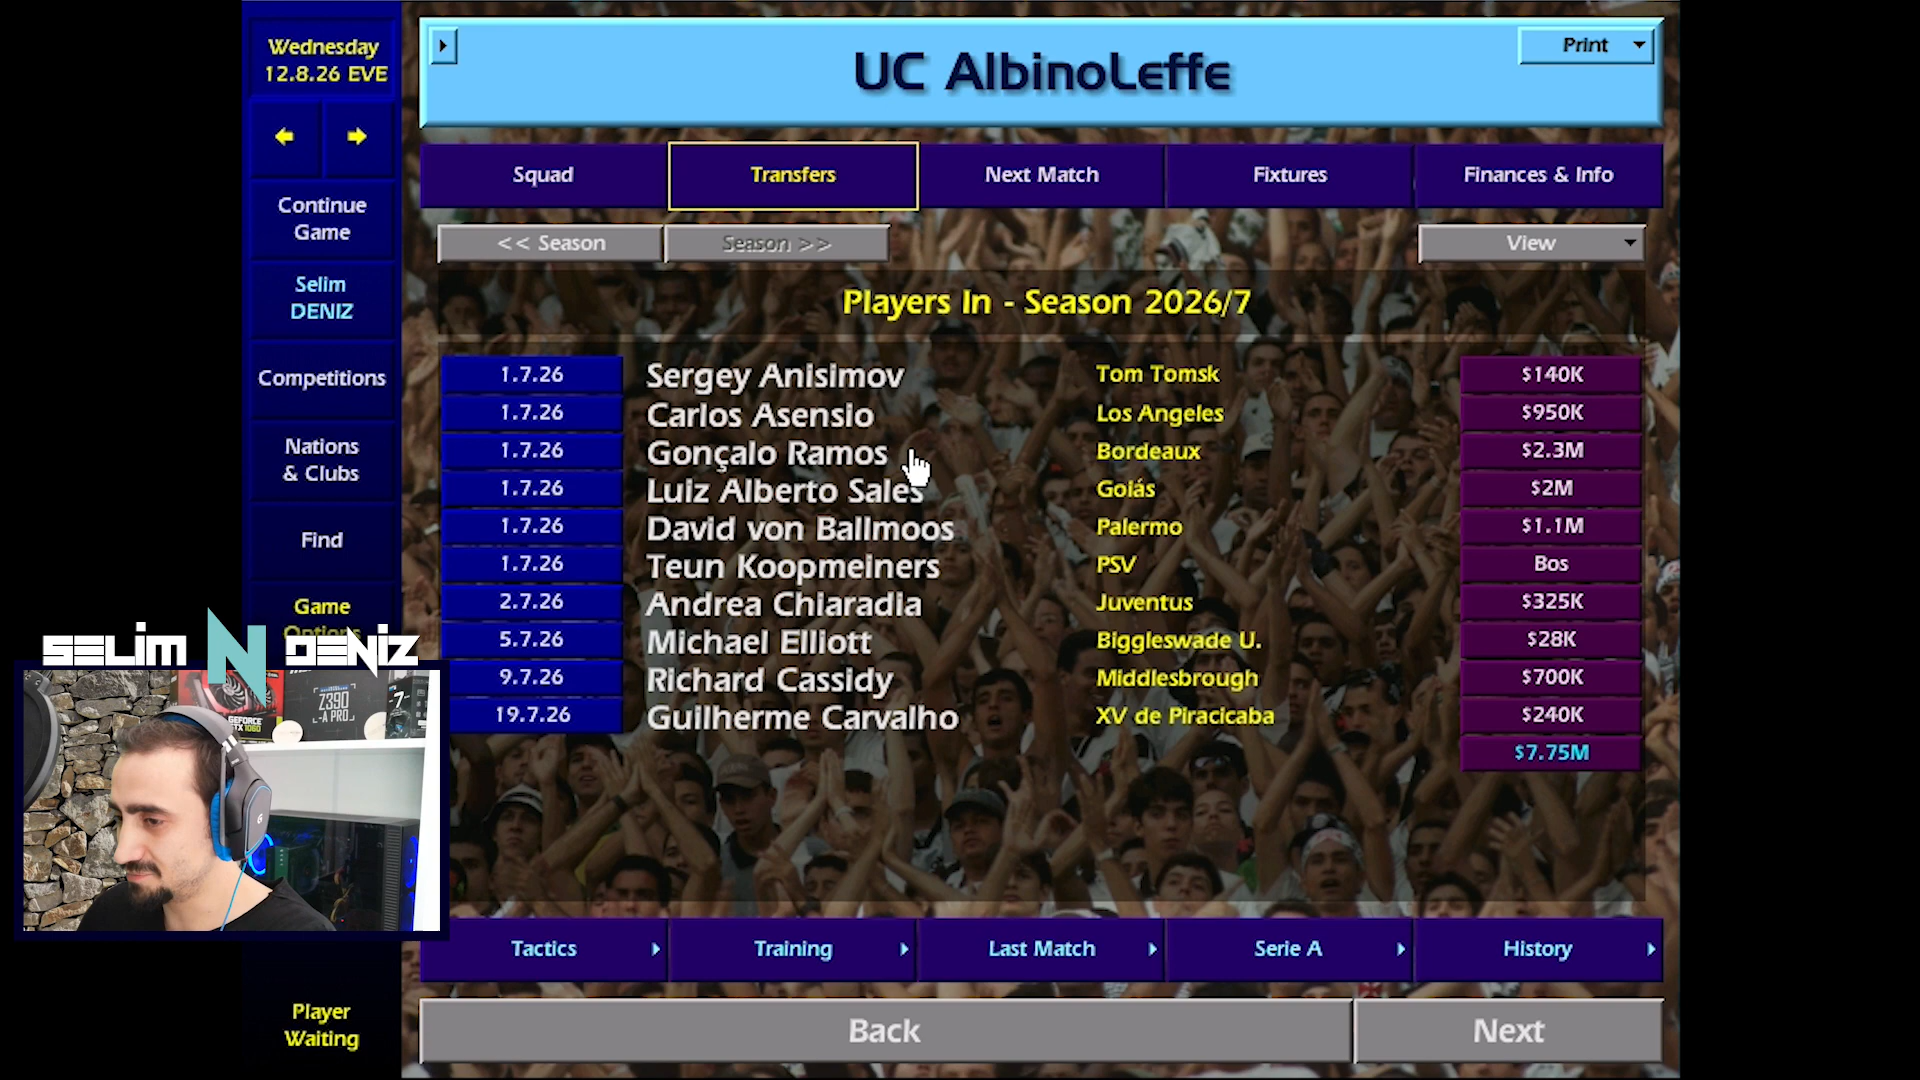 Wednesday
12.8.26 EVE
Print
UC AlbinoLeffe
Squad
Transfers
Next Match
Fixtures
Finances & Info
Continue
Game
<< Season
Season >>
View
Selim
DENIZ
Players In - Season 2026/7
Competitions
1.7.26 Sergey Anisimov Tom Tomsk $140K
1.7.26 Carlos Asensio Los Angeles $950K
1.7.26 Gonçalo Ramos Bordeaux $2.3M
1.7.26 Luiz Alberto Sales Goiás $2M
1.7.26 David von Ballmoos Palermo $1.1M
1.7.26 Teun Koopmeiners PSV Bos
2.7.26 Andrea Chiaradia Juventus $325K
5.7.26 Michael Elliott Biggleswade U. $28K
9.7.26 Richard Cassidy Middlesbrough $700K
19.7.26 Guilherme Carvalho XV de Piracicaba $240K
$7.75M
Nations
& Clubs
Find
Game
Options
SELIM N DENIZ
GEFORCE
Z390
-A PRO
Tactics
Training
Last Match
Serie A
History
Player
Waiting
Back
Next